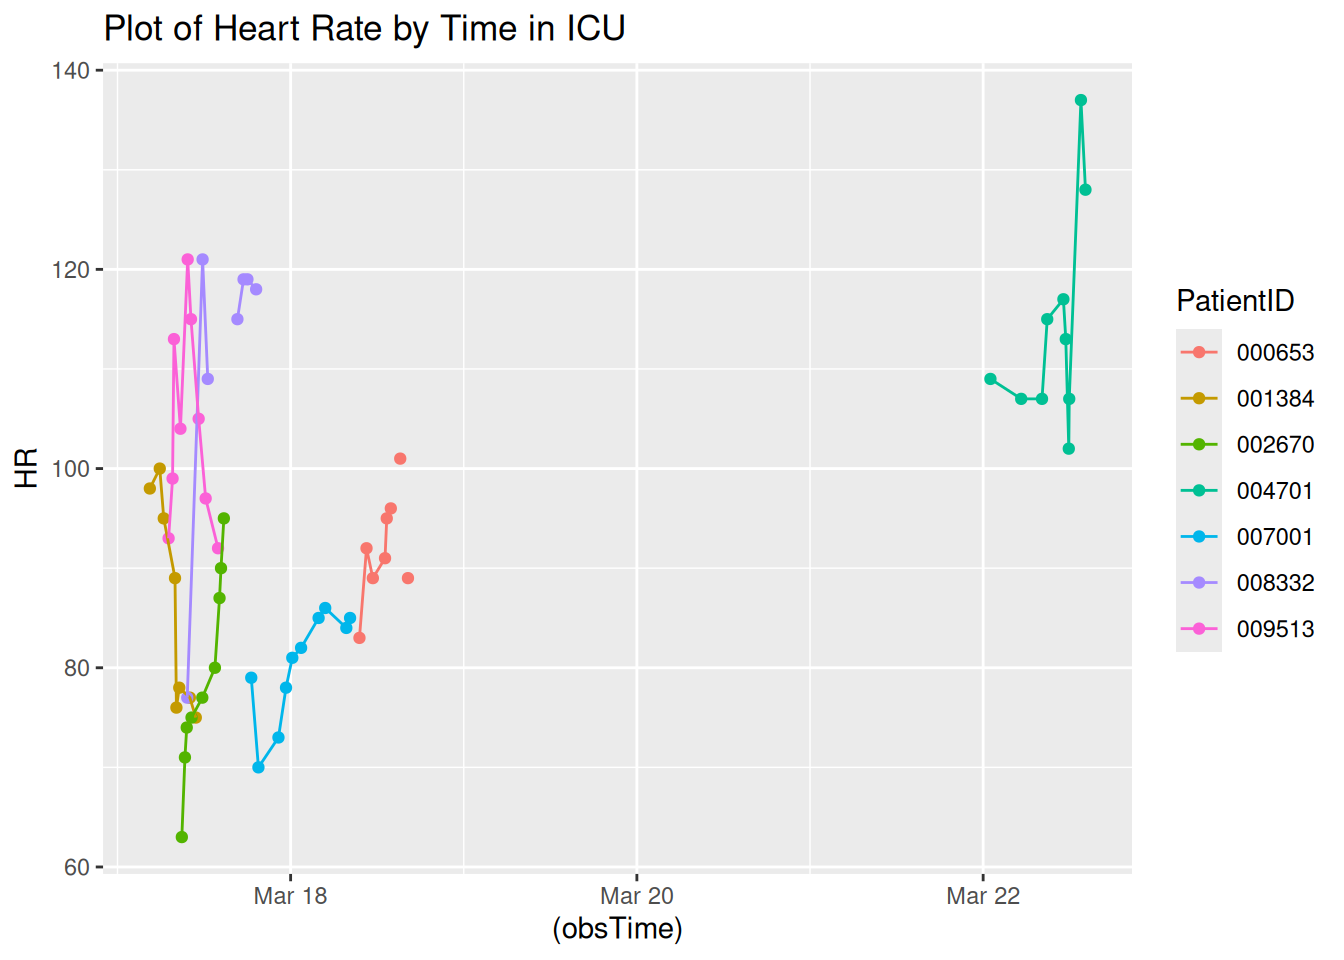 Plot of Heart Rate by Time in ICU
140
120
100
80
60
HR
Mar 18
Mar 20
Mar 22
(obsTime)
PatientID
000653
001384
002670
004701
007001
008332
009513